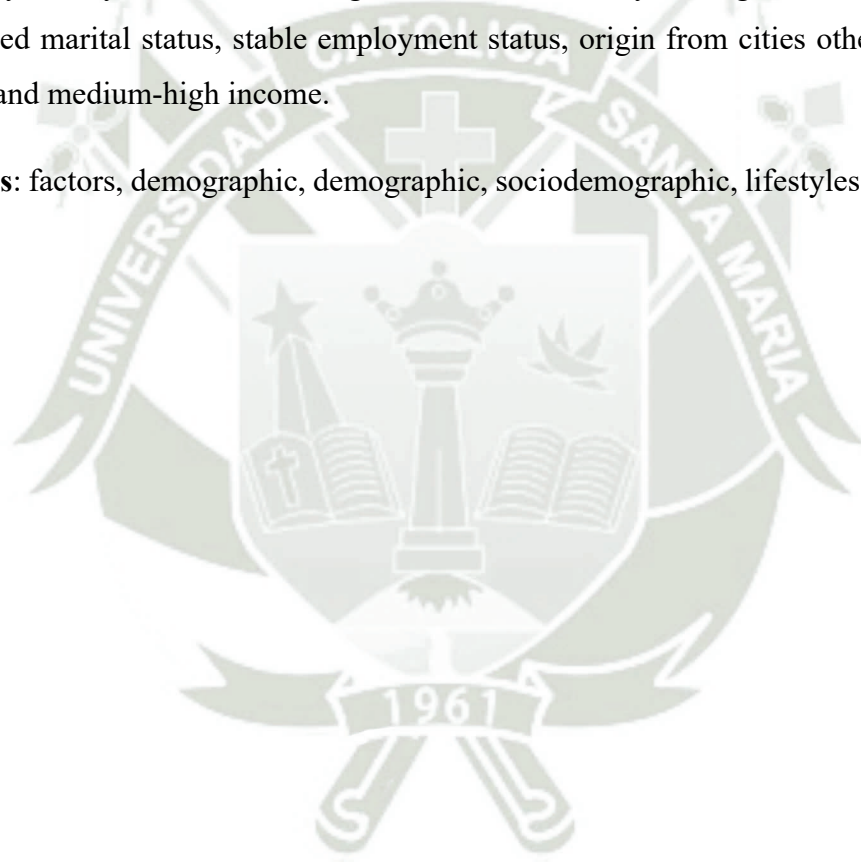 ed marital status, stable employment status, origin from cities othe
and medium-high income.
s: factors, demographic, demographic, sociodemographic, lifestyles
UNIVERSIDAD CATOLICA SANTA MARIA
1961